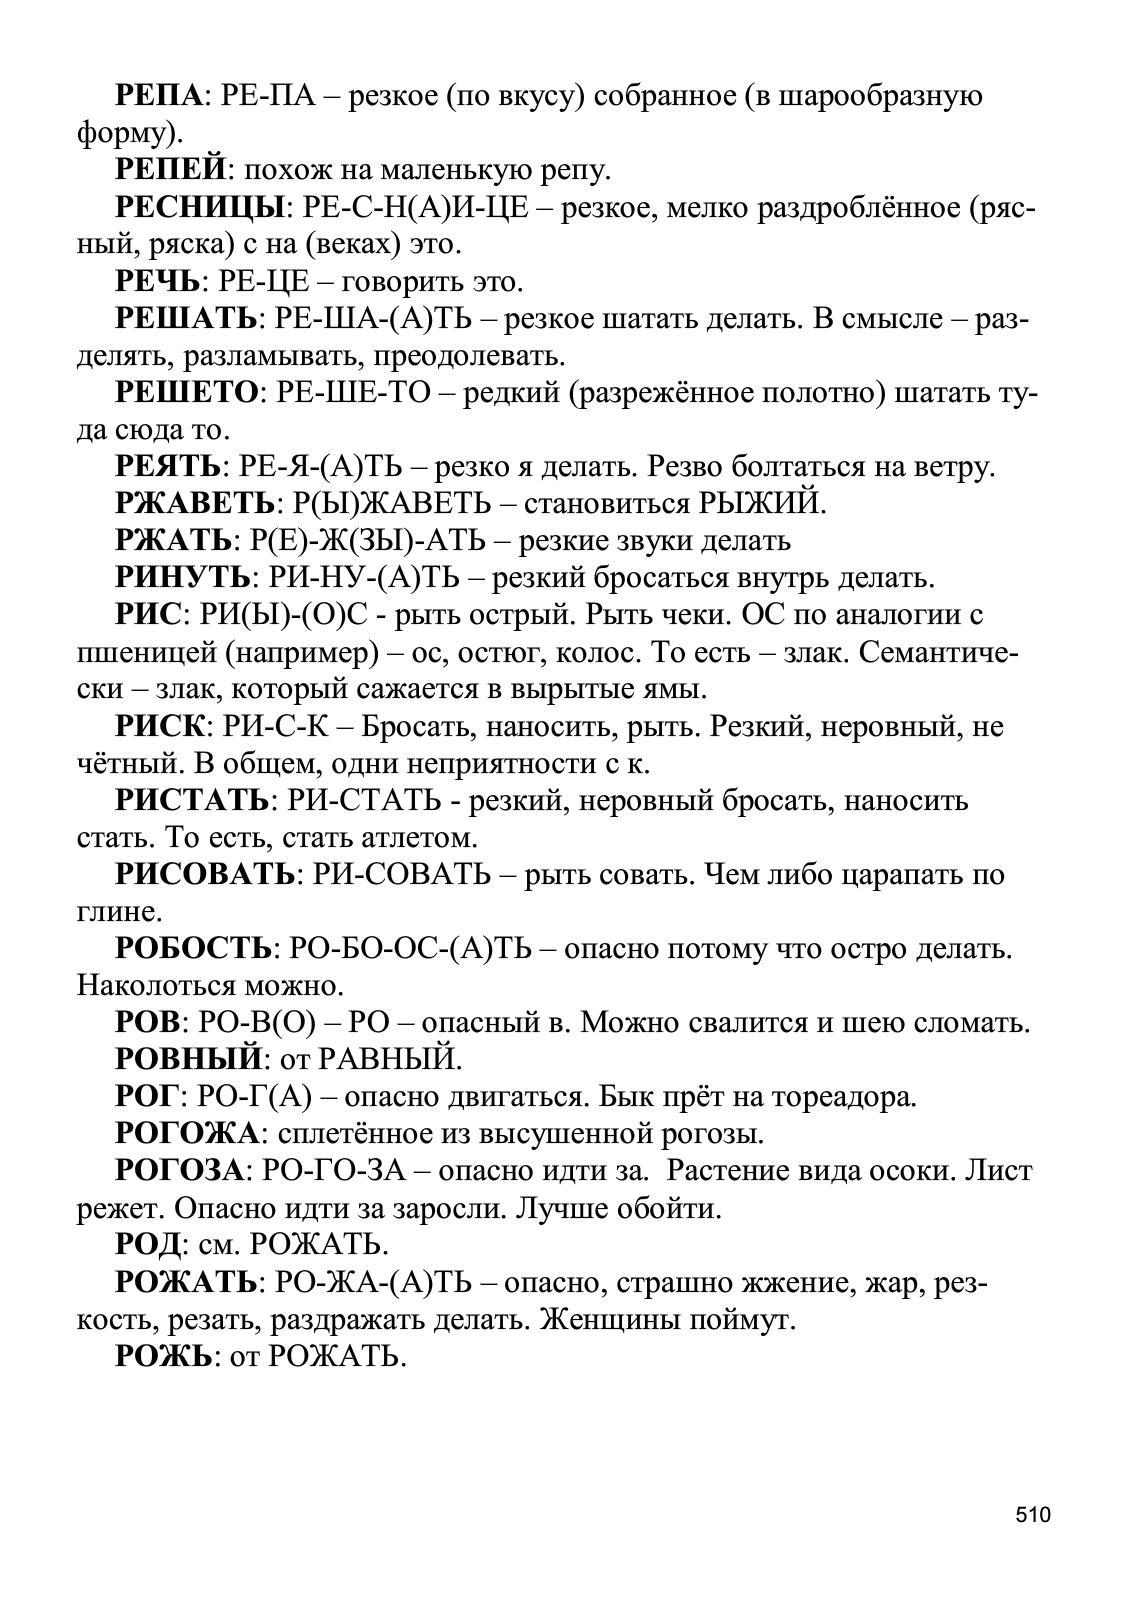 РЕПА: РЕ-ПА – резкое (по вкусу) собранное (в шарообразную
форму).
РЕПЕЙ: похож на маленькую репу.
РЕСНИЦЫ: РЕ-С-Н(А)И-ЦЕ – резкое, мелко раздроблённое (ряс-
ный, ряска) с на (веках) это.
РЕЧЬ: РЕ-ЦЕ – говорить это.
РЕШАТЬ: РЕ-ША-(А)ТЬ – резкое шатать делать. В смысле – раз-
делять, разламывать, преодолевать.
РЕШЕТО: РЕ-ШЕ-ТО – редкий (разрежённое полотно) шатать ту-
да сюда то.
РЕЯТЬ: РЕ-Я-(А)ТЬ – резко я делать. Резво болтаться на ветру.
РЖАВЕТЬ: Р(Ы)ЖАВЕТЬ – становиться РЫЖИЙ.
РЖАТЬ: Р(Е)-Ж(ЗЫ)-АТЬ – резкие звуки делать
РИНУТЬ: РИ-НУ-(А)ТЬ – резкий бросаться внутрь делать.
РИС: РИ(Ы)-(О)С - рыть острый. Рыть чеки. ОС по аналогии с
пшеницей (например) – ос, остюг, колос. То есть – злак. Семантиче-
ски – злак, который сажается в вырытые ямы.
РИСК: РИ-С-К – Бросать, наносить, рыть. Резкий, неровный, не
чётный. В общем, одни неприятности с к.
РИСТАТЬ: РИ-СТАТЬ - резкий, неровный бросать, наносить
стать. То есть, стать атлетом.
РИСОВАТЬ: РИ-СОВАТЬ – рыть совать. Чем либо царапать по
глине.
РОБОСТЬ: РО-БО-ОС-(А)ТЬ – опасно потому что остро делать.
Наколоться можно.
РОВ: РО-В(О) – РО – опасный в. Можно свалится и шею сломать.
РОВНЫЙ: от РАВНЫЙ.
РОГ: РО-Г(А) – опасно двигаться. Бык прёт на тореадора.
РОГОЖА: сплетённое из высушенной рогозы.
РОГОЗА: РО-ГО-ЗА – опасно идти за.  Растение вида осоки. Лист
режет. Опасно идти за заросли. Лучше обойти.
РОД: см. РОЖАТЬ.
РОЖАТЬ: РО-ЖА-(А)ТЬ – опасно, страшно жжение, жар, рез-
кость, резать, раздражать делать. Женщины поймут.
РОЖЬ: от РОЖАТЬ.
510